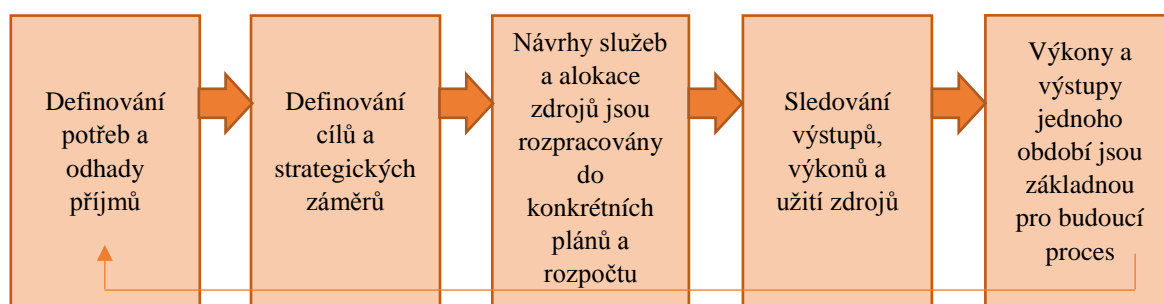 Definování
potřeb a
odhady
příjmů
Definování
cílů a
strategických
záměrů
Návrhy služeb
a alokace
zdrojů jsou
rozpracovány
do
konkrétních
plánů a
rozpočtu
Sledování
výstupů,
výkonů a
užití zdrojů
Výkony a
výstupy
jednoho
období jsou
základnou
pro budoucí
proces